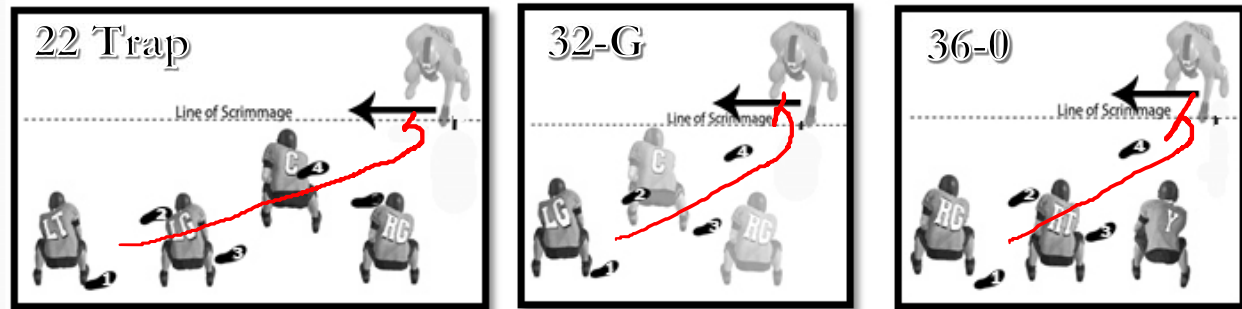 22 Trap
Line of Scrimmage
LT
LG
C
RG
1
2
3
4
32-G
Line of Scrimmage
LG
C
RG
1
2
3
4
36-0
Line of Scrimmage
RG
RT
Y
1
2
3
4